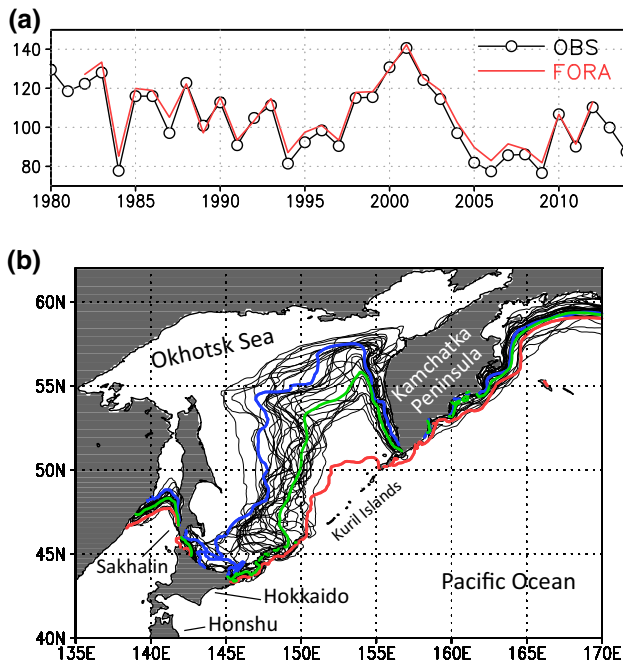 (a)
140
120
100
80
OBS
FORA
1980 1985 1990 1995 2000 2005 2010
(b)
60N
55N
50N
45N
40N
Okhotsk Sea
Kamchatka
Peninsula
Kuril Islands
Sakhalin
Hokkaido
Honshu
Pacific Ocean
135E 140E 145E 150E 155E 160E 165E 170E